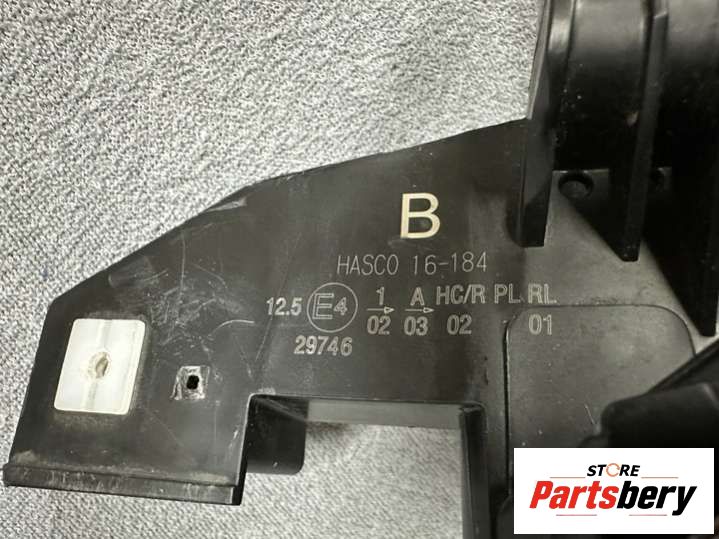 B
HASCO 16-184
12.5 E4 1 A HC/R PL RL
02 03 02 01
29746
STORE
Partsbery